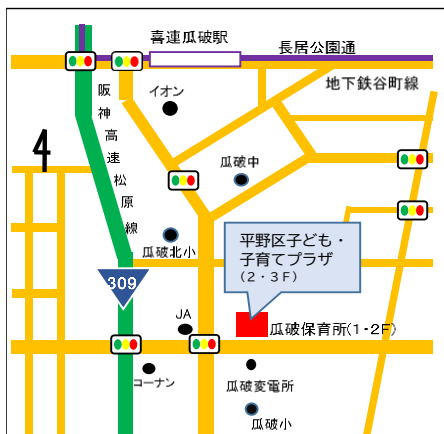 喜連瓜破駅
長居公園通
地下鉄谷町線
イオン
阪神高速松原線
4
瓜破中
平野区子ども・
子育てプラザ
(2・3F)
瓜破北小
309
JA
瓜破保育所(1・2F)
コーナン
瓜破変電所
瓜破小